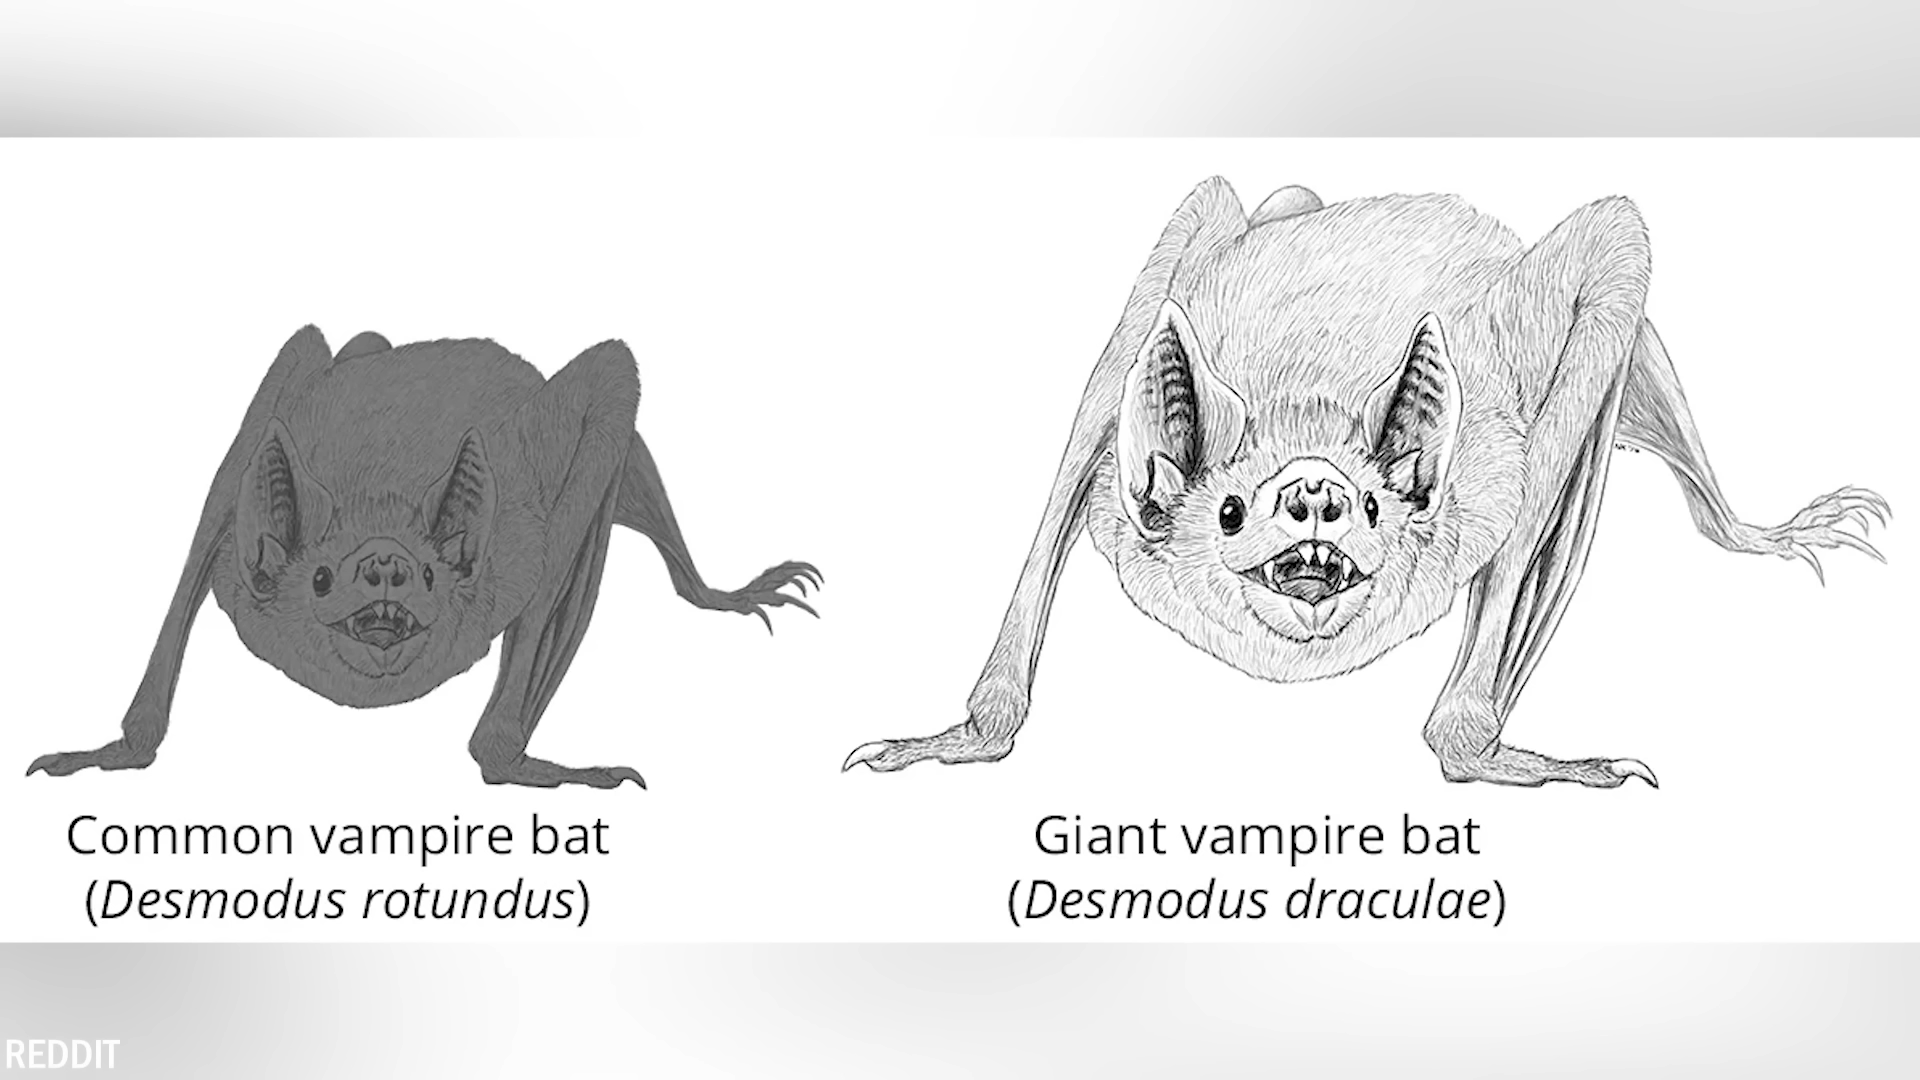 Common vampire bat
(Desmodus rotundus)
Giant vampire bat
(Desmodus draculae)
REDDIT